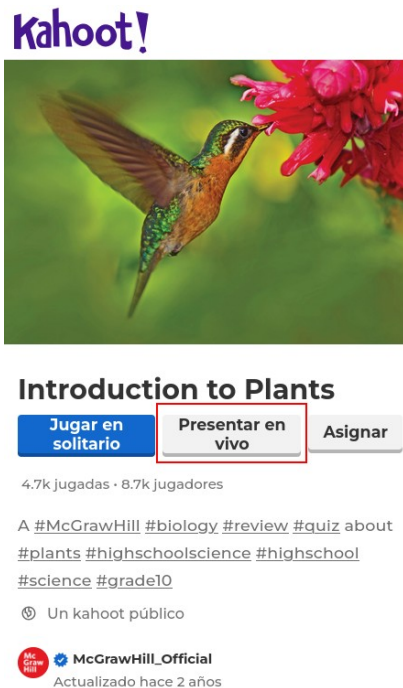 Kahoot!
Introduction to Plants
Jugar en
solitario
Presentar en
vivo
Asignar
4.7k jugadas • 8.7k jugadores
A #McGrawHill #biology #review #quiz about
#plants #highschoolscience #highschool
#science #grade10
Un kahoot público
Mc
Graw
Hill
McGrawHill_Official
Actualizado hace 2 años